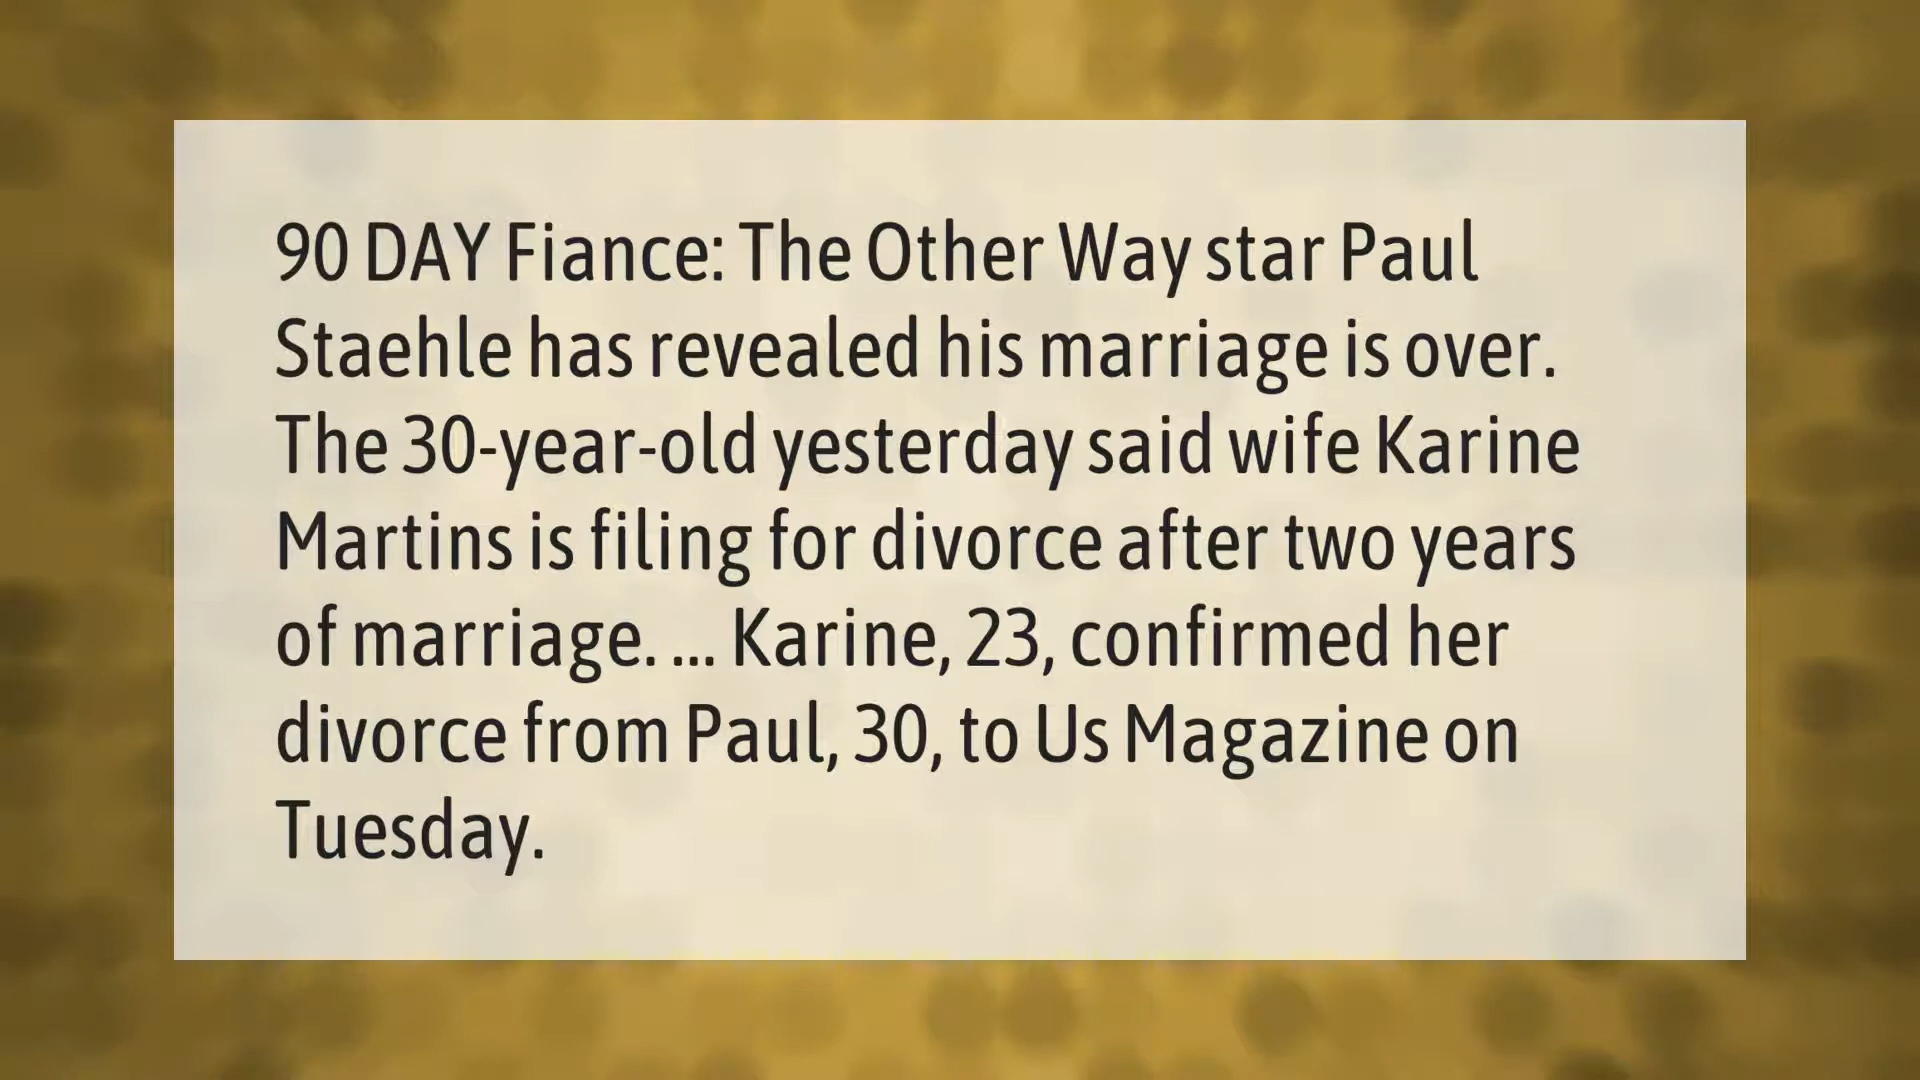 90 DAY Fiance: The Other Way star Paul
Staehle has revealed his marriage is over.
The 30-year-old yesterday said wife Karine
Martins is filing for divorce after two years
of marriage. ... Karine, 23, confirmed her
divorce from Paul, 30, to Us Magazine on
Tuesday.